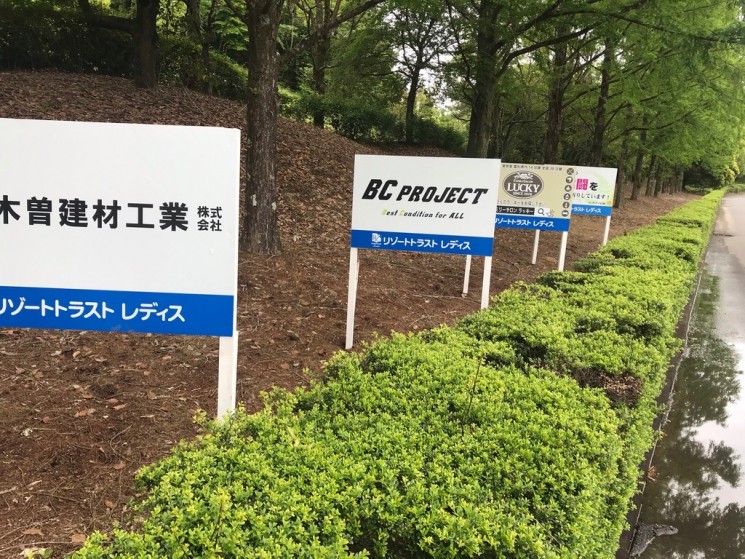 木曽建材工業 株式会社
リゾートトラスト レディス
BC PROJECT
Best Condition for ALL
リゾートトラスト レディス
LUCKY
リゾートトラスト レディス
を
リゾートトラスト レディス